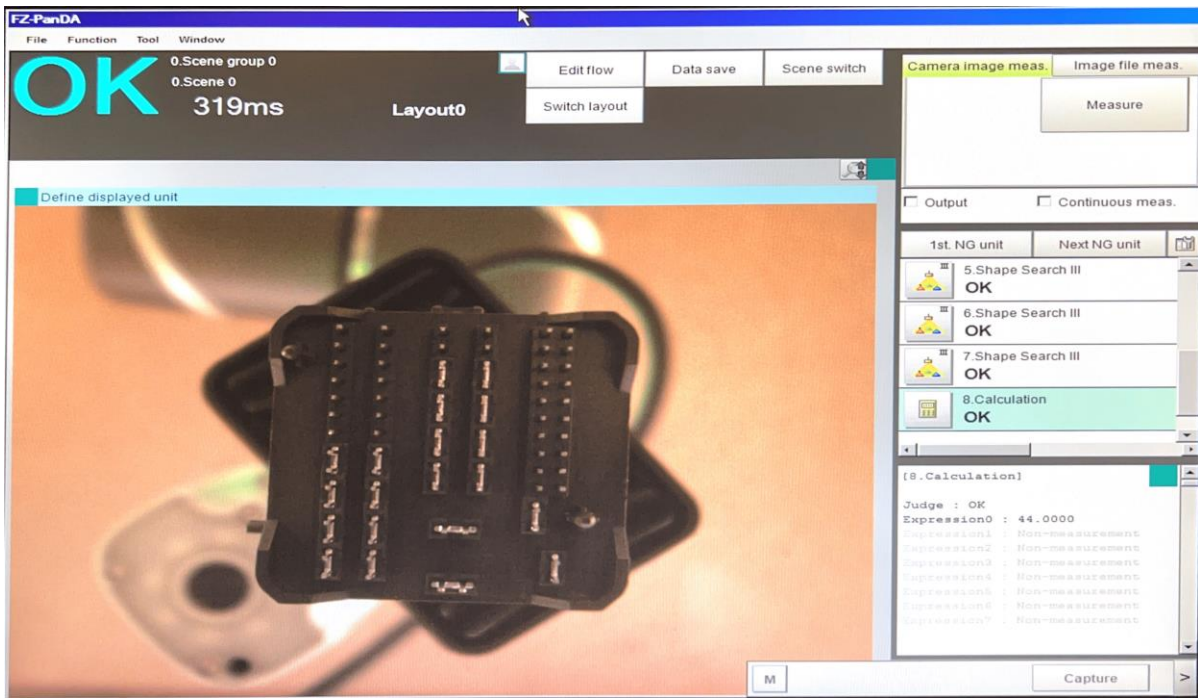 FZ-PanDA
File Function Tool Window
OK
0.Scene group 0
0.Scene 0
319ms
Layout0
Edit flow
Data save
Scene switch
Switch layout
Camera image meas.
Image file meas.
Measure
Output
Continuous meas.
Define displayed unit
1st. NG unit
Next NG unit
5.Shape Search III
OK
6.Shape Search III
OK
7.Shape Search III
OK
8.Calculation
OK
[8.Calculation]
Judge : OK
Expression0 : 44.0000
Expression1 : Non-measurement
Expression2 : Non-measurement
Expression3 : Non-measurement
Expression4 : Non-measurement
Expression5 : Non-measurement
Expression6 : Non-measurement
Expression7 : Non-measurement
M
Capture
>